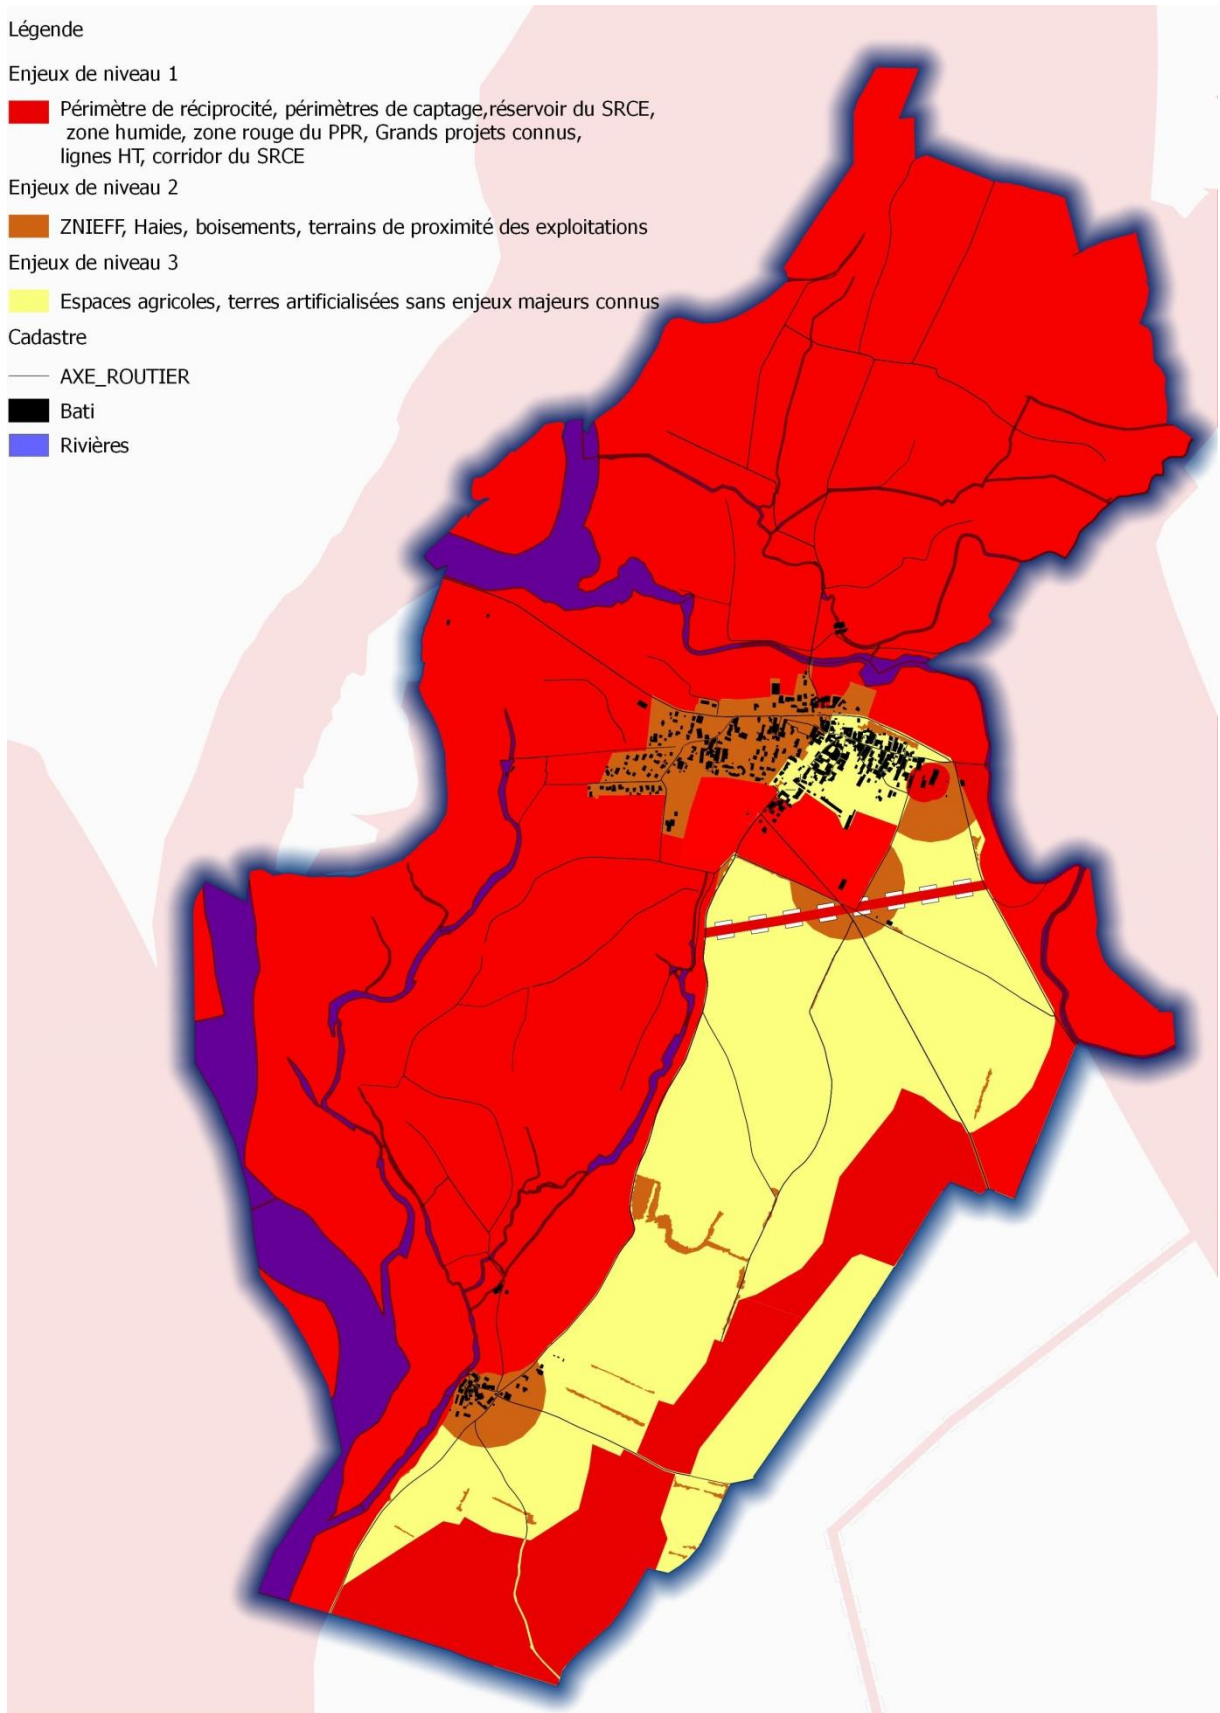 Légende
Enjeux de niveau 1
Périmètre de réciprocité, périmètres de captage,réservoir du SRCE,
zone humide, zone rouge du PPR, Grands projets connus,
lignes HT, corridor du SRCE
Enjeux de niveau 2
ZNIEFF, Haies, boisements, terrains de proximité des exploitations
Enjeux de niveau 3
Espaces agricoles, terres artificialisées sans enjeux majeurs connus
Cadastre
AXE_ROUTIER
Bati
Rivières